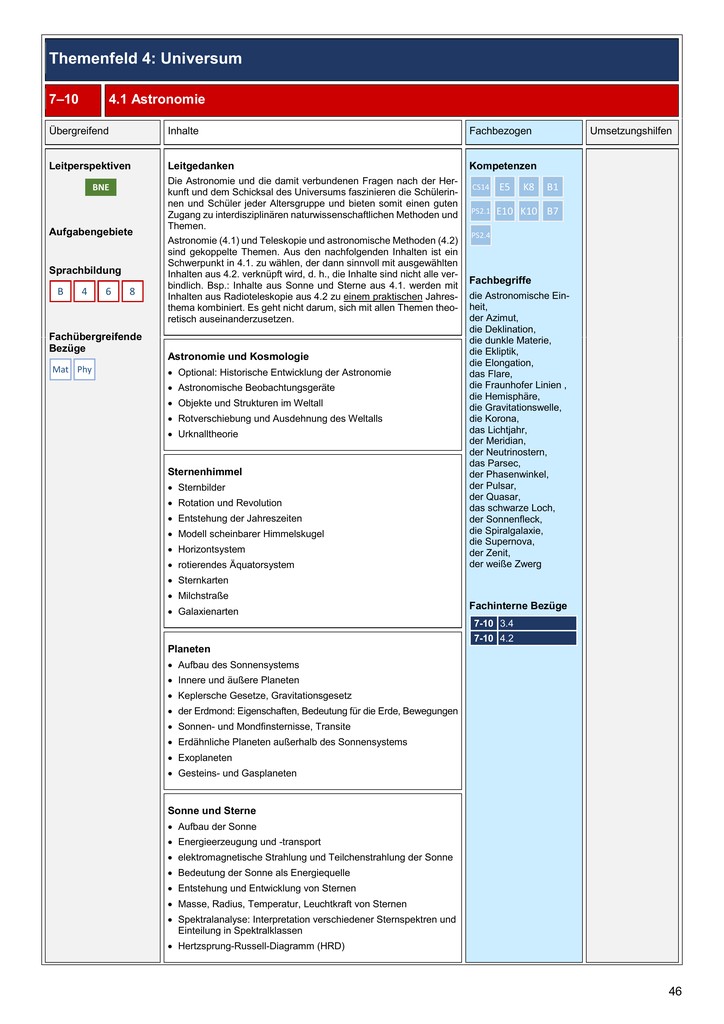 Themenfeld 4: Universum
7–10
4.1 Astronomie
Übergreifend
Inhalte
Fachbezogen
Umsetzungshilfen
Leitperspektiven
BNE
Aufgabengebiete
Sprachbildung
B 4 6 8
Fachübergreifende
Bezüge
Mat Phy
Leitgedanken
Die Astronomie und die damit verbundenen Fragen nach der Her-
kunft und dem Schicksal des Universums faszinieren die Schülerin-
nen und Schüler jeder Altersgruppe und bieten somit einen guten
Zugang zu interdisziplinären naturwissenschaftlichen Methoden und
Themen.
Astronomie (4.1) und Teleskopie und astronomische Methoden (4.2)
sind gekoppelte Themen. Aus den nachfolgenden Inhalten ist ein
Schwerpunkt in 4.1. zu wählen, der dann sinnvoll mit ausgewählten
Inhalten aus 4.2. verknüpft wird, d. h., die Inhalte sind nicht alle ver-
bindlich. Bsp.: Inhalte aus Sonne und Sterne aus 4.1. werden mit
Inhalten aus Radioteleskopie aus 4.2 zu einem praktischen Jahres-
thema kombiniert. Es geht nicht darum, sich mit allen Themen theo-
retisch auseinanderzusetzen.
Astronomie und Kosmologie
• Optional: Historische Entwicklung der Astronomie
• Astronomische Beobachtungsgeräte
• Objekte und Strukturen im Weltall
• Rotverschiebung und Ausdehnung des Weltalls
• Urknalltheorie
Sternenhimmel
• Sternbilder
• Rotation und Revolution
• Entstehung der Jahreszeiten
• Modell scheinbarer Himmelskugel
• Horizontsystem
• rotierendes Äquatorsystem
• Sternkarten
• Milchstraße
• Galaxienarten
Planeten
• Aufbau des Sonnensystems
• Innere und äußere Planeten
• Keplersche Gesetze, Gravitationsgesetz
• der Erdmond: Eigenschaften, Bedeutung für die Erde, Bewegungen
• Sonnen- und Mondfinsternisse, Transite
• Erdähnliche Planeten außerhalb des Sonnensystems
• Exoplaneten
• Gesteins- und Gasplaneten
Sonne und Sterne
• Aufbau der Sonne
• Energieerzeugung und -transport
• elektromagnetische Strahlung und Teilchenstrahlung der Sonne
• Bedeutung der Sonne als Energiequelle
• Entstehung und Entwicklung von Sternen
• Masse, Radius, Temperatur, Leuchtkraft von Sternen
• Spektralanalyse: Interpretation verschiedener Sternspektren und
Einteilung in Spektralklassen
• Hertzsprung-Russell-Diagramm (HRD)
Kompetenzen
CS14 E5 K8 B1
PS2.1 E10 K10 B7
PS2.4
Fachbegriffe
die Astronomische Ein-
heit,
der Azimut,
die Deklination,
die dunkle Materie,
die Ekliptik,
die Elongation,
das Flare,
die Fraunhofer Linien ,
die Hemisphäre,
die Gravitationswelle,
die Korona,
das Lichtjahr,
der Meridian,
der Neutrinostern,
das Parsec,
der Phasenwinkel,
der Pulsar,
der Quasar,
das schwarze Loch,
der Sonnenfleck,
die Spiralgalaxie,
die Supernova,
der Zenit,
der weiße Zwerg
Fachinterne Bezüge
7-10 3.4
7-10 4.2
46